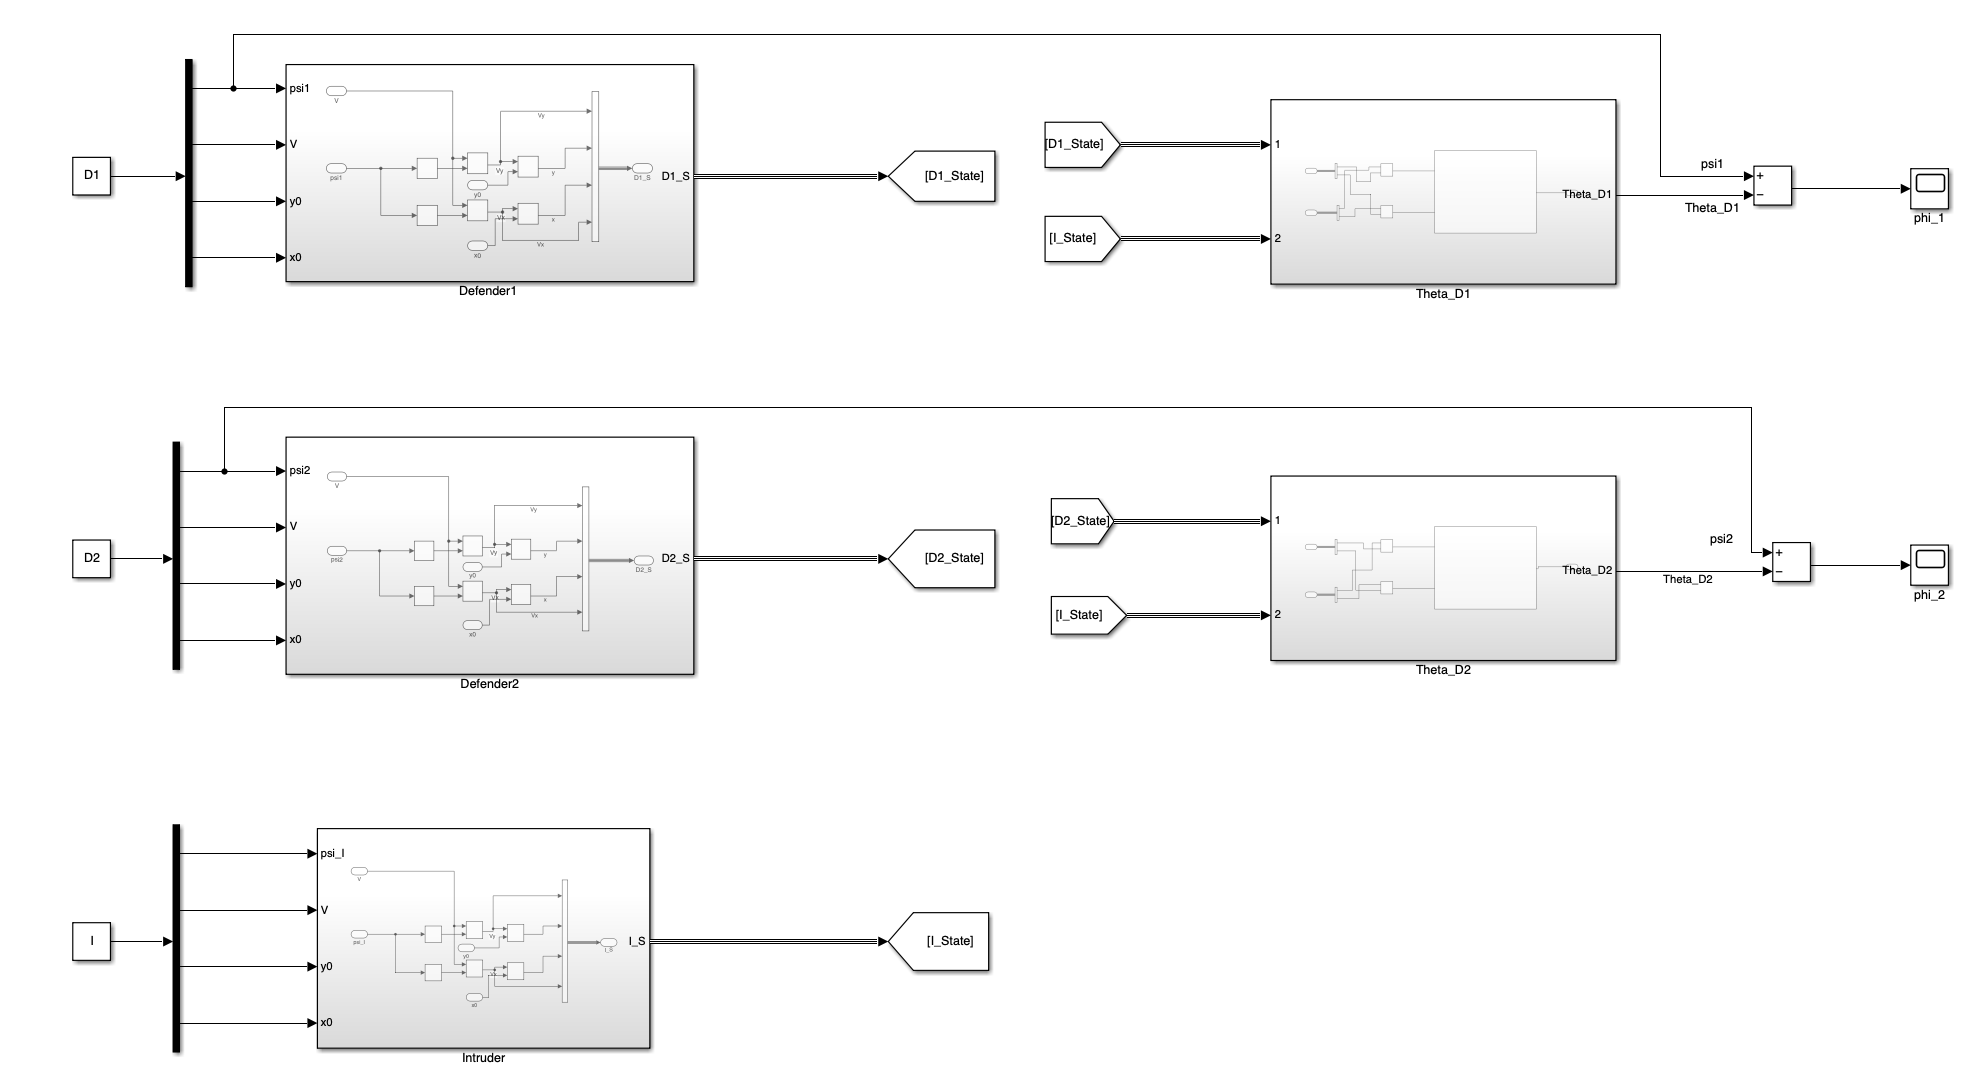 D1
psi1
V
y0
x0
V
psi1
Vy
Vy
y0
y
Vx
x
x0
Vx
D1_S
D1_S
Defender1
[D1_State]
[D1_State]
[I_State]
1
2
Theta_D1
Theta_D1
psi1
Theta_D1
+
−
phi_1
D2
psi2
V
y0
x0
V
psi2
Vy
Vy
y0
y
Vx
x
x0
Vx
D2_S
D2_S
Defender2
[D2_State]
[D2_State]
[I_State]
1
2
Theta_D2
Theta_D2
psi2
Theta_D2
+
−
phi_2
I
psi_I
V
y0
x0
V
psi_I
Vy
y0
Vx
x0
I_S
I_S
Intruder
[I_State]